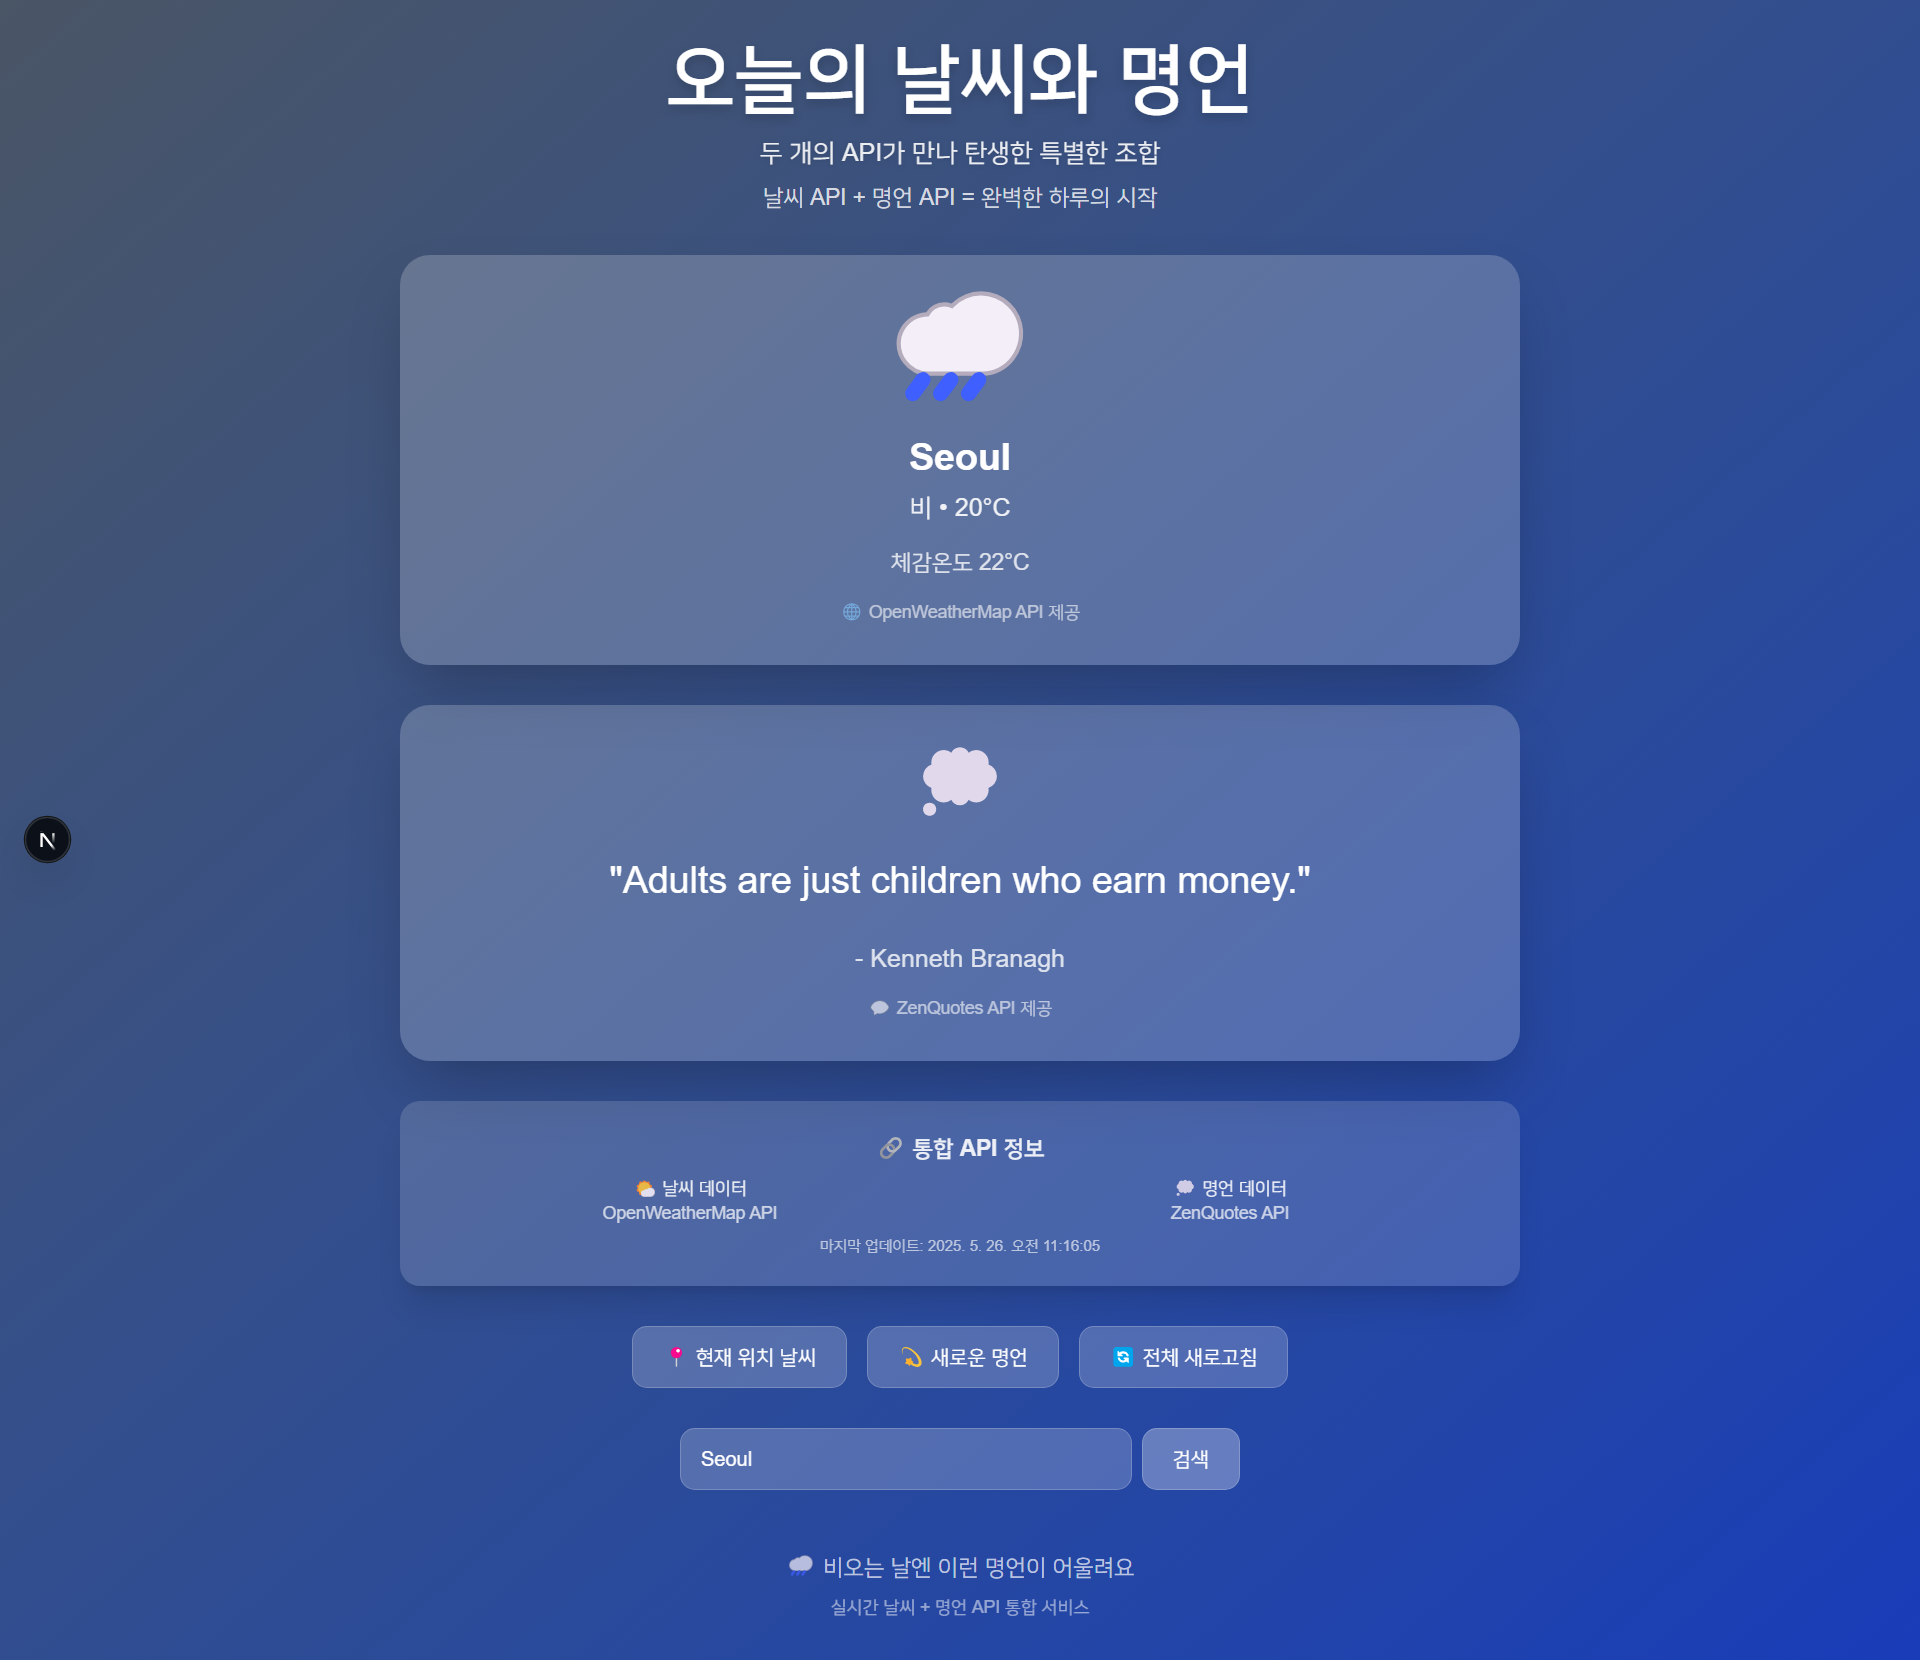 오늘의 날씨와 명언
두 개의 API가 만나 탄생한 특별한 조합
날씨 API + 명언 API = 완벽한 하루의 시작
Seoul
비 • 20°C
체감온도 22°C
OpenWeatherMap API 제공
"Adults are just children who earn money."
- Kenneth Branagh
ZenQuotes API 제공
N
통합 API 정보
날씨 데이터
OpenWeatherMap API
명언 데이터
ZenQuotes API
마지막 업데이트: 2025. 5. 26. 오전 11:16:05
현재 위치 날씨
새로운 명언
전체 새로고침
Seoul
검색
비오는 날엔 이런 명언이 어울려요
실시간 날씨 + 명언 API 통합 서비스